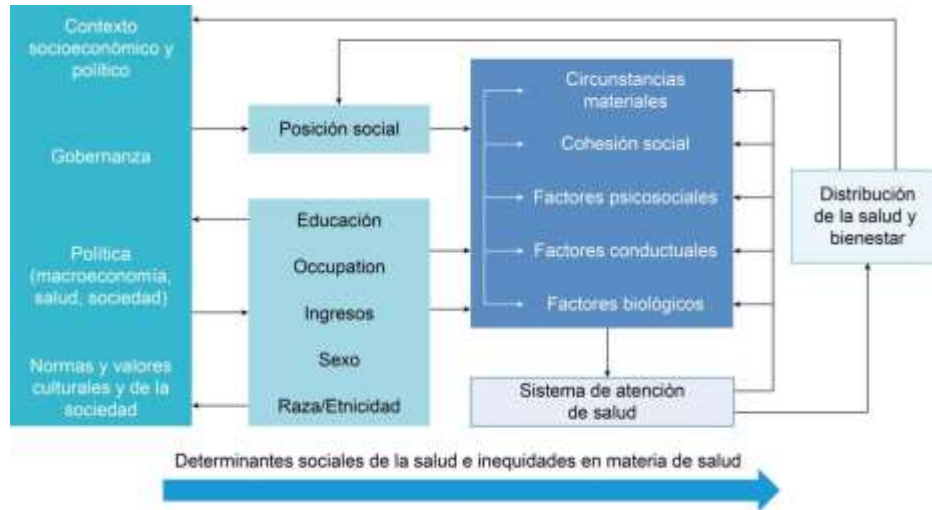 Contexto
socioeconómico y
político
Gobernanza
Política
(macroeconomía,
salud, sociedad)
Normas y valores
culturales y de la
sociedad
Posición social
Educación
Occupation
Ingresos
Sexo
Raza/Etnicidad
Circunstancias
materiales
Cohesión social
Factores psicosociales
Factores conductuales
Factores biológicos
Sistema de atención
de salud
Distribución
de la salud y
bienestar
Determinantes sociales de la salud e inequidades en materia de salud